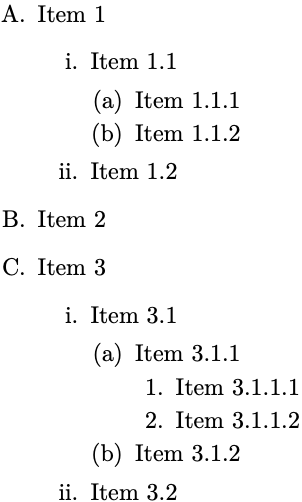 A. Item 1
i. Item 1.1
(a) Item 1.1.1
(b) Item 1.1.2
ii. Item 1.2
B. Item 2
C. Item 3
i. Item 3.1
(a) Item 3.1.1
1. Item 3.1.1.1
2. Item 3.1.1.2
(b) Item 3.1.2
ii. Item 3.2